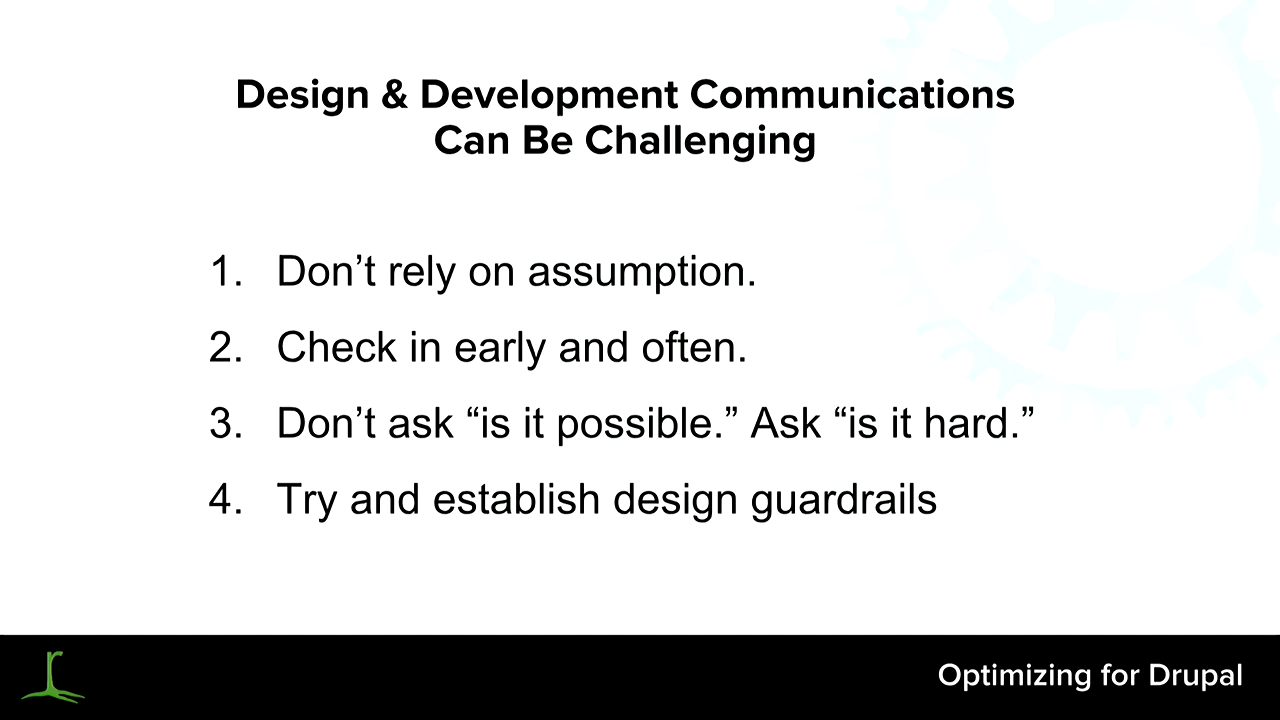 Design & Development Communications
Can Be Challenging
1. Don’t rely on assumption.
2. Check in early and often.
3. Don’t ask “is it possible.” Ask “is it hard.”
4. Try and establish design guardrails
Optimizing for Drupal